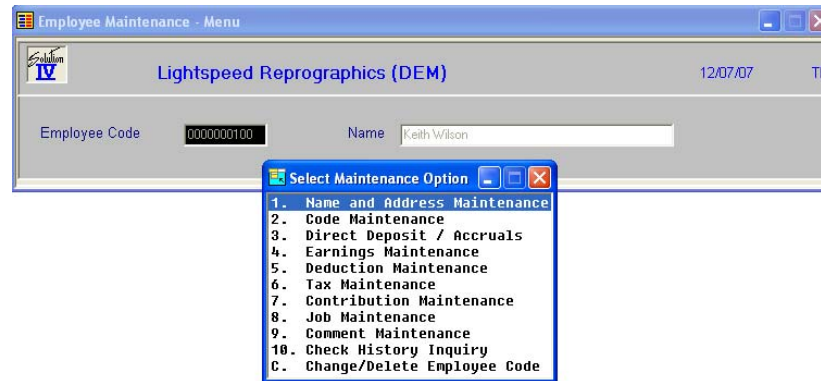 Employee Maintenance - Menu
Solution IV
Lightspeed Reprographics (DEM)
12/07/07
Employee Code
0000000100
Name
Keith Wilson
Select Maintenance Option
1. Name and Address Maintenance
2. Code Maintenance
3. Direct Deposit / Accruals
4. Earnings Maintenance
5. Deduction Maintenance
6. Tax Maintenance
7. Contribution Maintenance
8. Job Maintenance
9. Comment Maintenance
10. Check History Inquiry
C. Change/Delete Employee Code